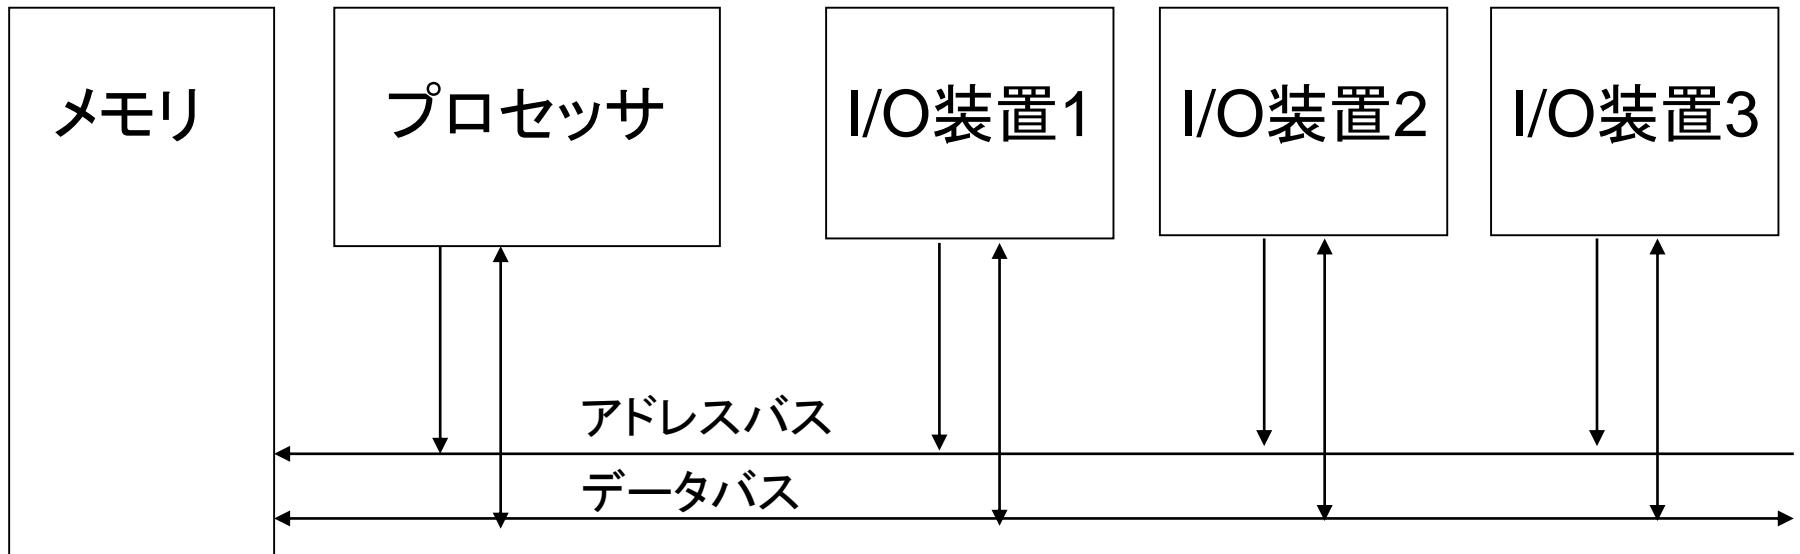 メモリ
プロセッサ
I/O装置1
I/O装置2
I/O装置3
アドレスバス
データバス